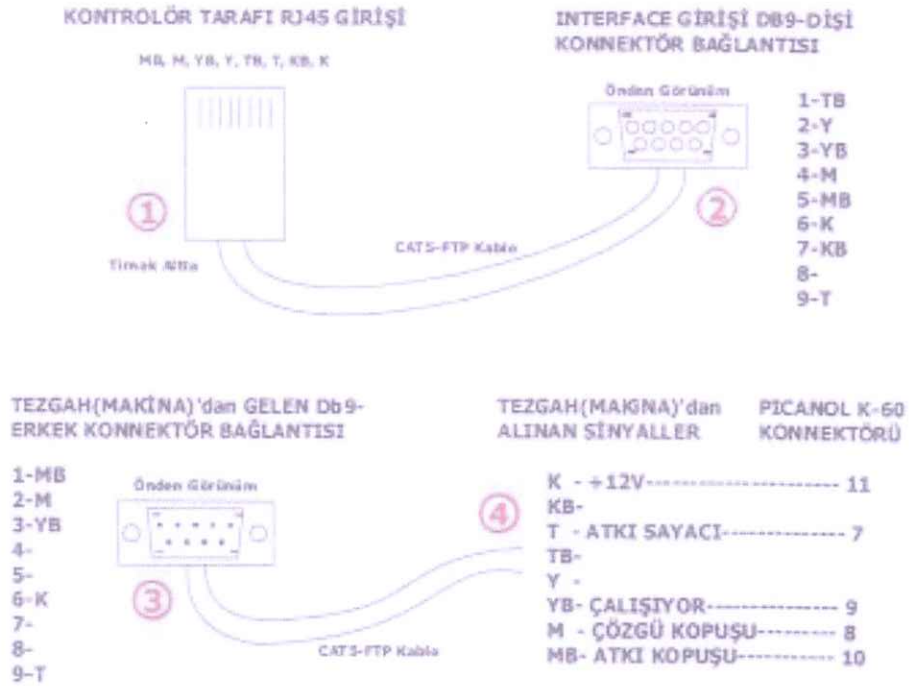 KONTROLÖR TARAFI RJ45 GİRİŞİ
MB, M, YB, Y, TB, T, KB, K
1
Tırnak Altta
CAT5-FTP Kablo
INTERFACE GİRİŞİ DB9-DİŞİ
KONNEKTÖR BAĞLANTISI
Önden Görünüm
2
1-TB
2-Y
3-YB
4-M
5-MB
6-K
7-KB
8-
9-T
TEZGAH(MAKİNA)'dan GELEN Db9-
ERKEK KONNEKTÖR BAĞLANTISI
1-MB
2-M
3-YB
4-
5-
6-K
7-
8-
9-T
Önden Görünüm
3
CAT5-FTP Kablo
TEZGAH(MAKGNA)'dan
ALINAN SİNYALLER
PICANOL K-60
KONNEKTÖRÜ
4
K - +12V-------------------- 11
KB-
T - ATKI SAYACI------------ 7
TB-
Y -
YB- ÇALIŞIYOR------------- 9
M - ÇÖZGÜ KOPUŞU-------- 8
MB- ATKI KOPUŞU---------- 10